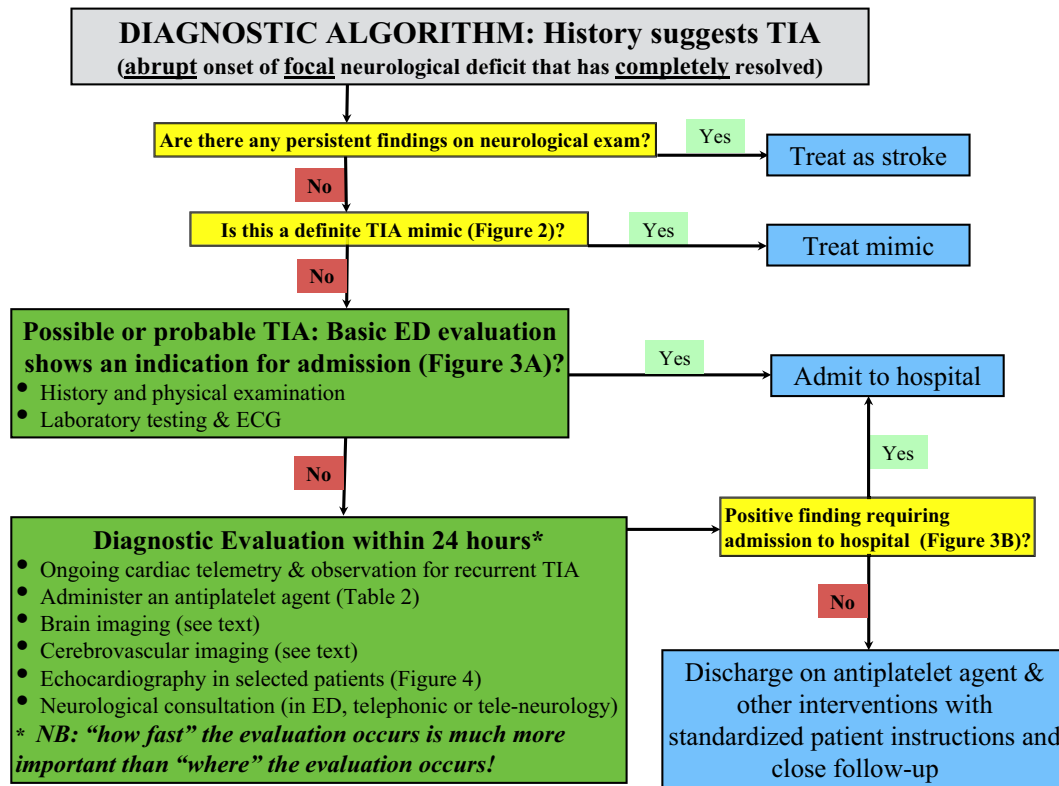 DIAGNOSTIC ALGORITHM: History suggests TIA
(abrupt onset of focal neurological deficit that has completely resolved)
Are there any persistent findings on neurological exam?
Yes
Treat as stroke
No
Is this a definite TIA mimic (Figure 2)?
Yes
Treat mimic
No
Possible or probable TIA: Basic ED evaluation
shows an indication for admission (Figure 3A)?
• History and physical examination
• Laboratory testing & ECG
Yes
Admit to hospital
No
Yes
Diagnostic Evaluation within 24 hours*
• Ongoing cardiac telemetry & observation for recurrent TIA
• Administer an antiplatelet agent (Table 2)
• Brain imaging (see text)
• Cerebrovascular imaging (see text)
• Echocardiography in selected patients (Figure 4)
• Neurological consultation (in ED, telephonic or tele-neurology)
* NB: “how fast” the evaluation occurs is much more
important than “where” the evaluation occurs!
Positive finding requiring
admission to hospital (Figure 3B)?
No
Discharge on antiplatelet agent &
other interventions with
standardized patient instructions and
close follow-up